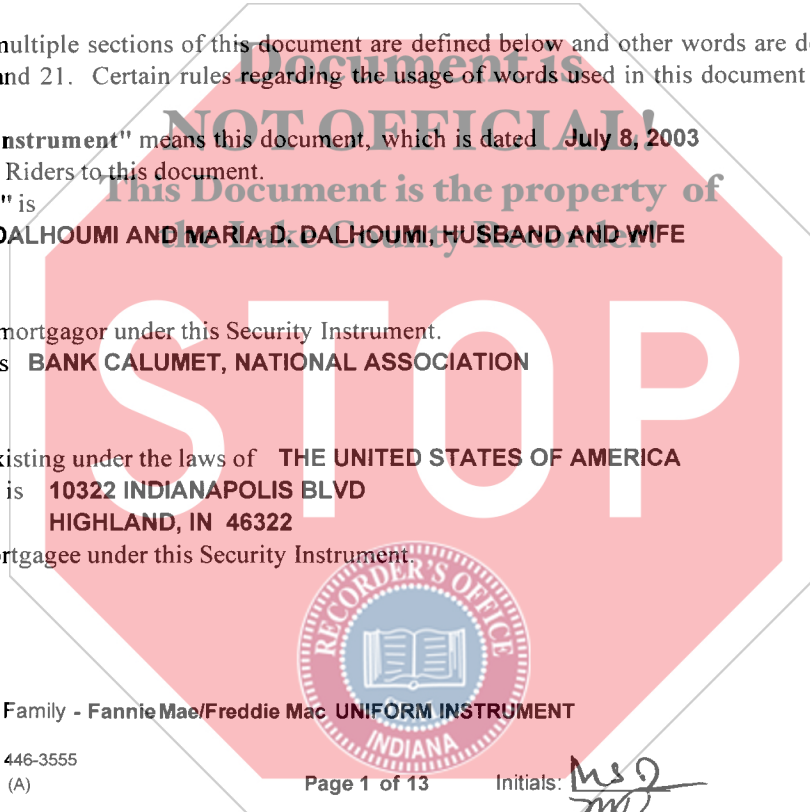 multiple sections of this document are defined below and other words are de
and 21. Certain rules regarding the usage of words used in this document
Document is
NOT OFFICIAL!
This Document is the property of
the Lake County Recorder!
nstrument" means this document, which is dated July 8, 2003
Riders to this document.
" is
DALHOUMI AND MARIA D. DALHOUMI, HUSBAND AND WIFE
mortgagor under this Security Instrument.
s BANK CALUMET, NATIONAL ASSOCIATION
STOP
xisting under the laws of THE UNITED STATES OF AMERICA
is 10322 INDIANAPOLIS BLVD
HIGHLAND, IN 46322
ortgagee under this Security Instrument.
RECORDER'S OFFICE
INDIANA
Family - Fannie Mae/Freddie Mac UNIFORM INSTRUMENT
446-3555
(A)
Page 1 of 13 Initials: